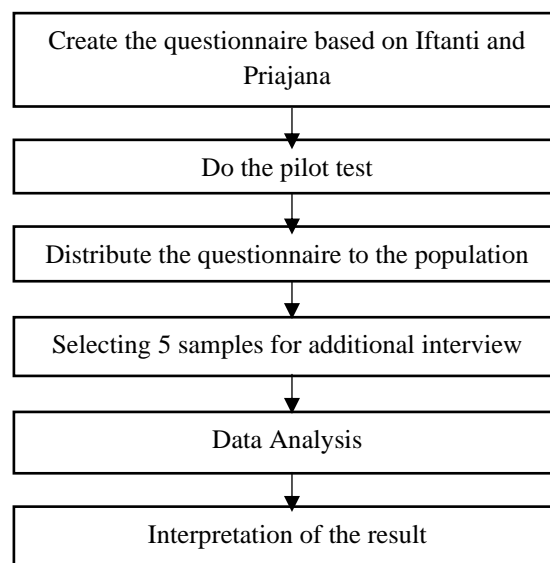 Create the questionnaire based on Iftanti and
Priajana
Do the pilot test
Distribute the questionnaire to the population
Selecting 5 samples for additional interview
Data Analysis
Interpretation of the result